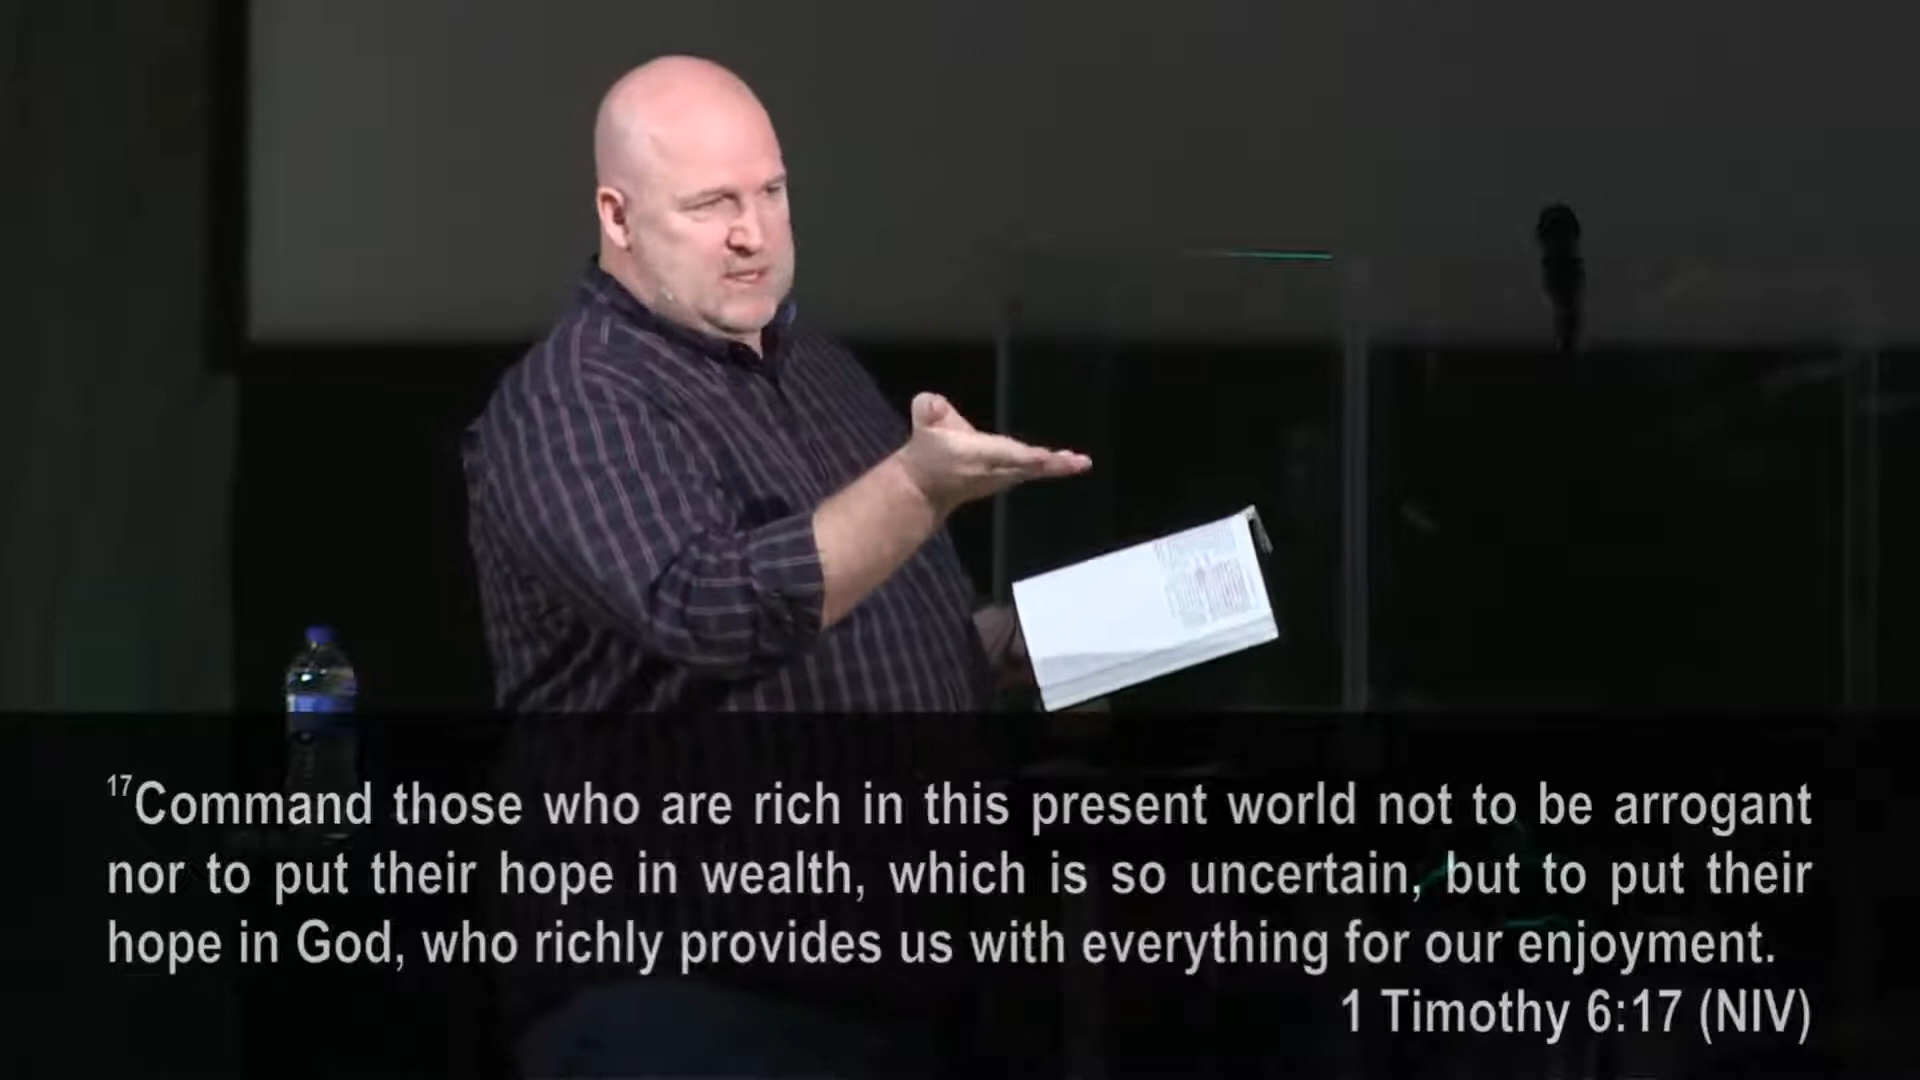 17Command those who are rich in this present world not to be arrogant
nor to put their hope in wealth, which is so uncertain, but to put their
hope in God, who richly provides us with everything for our enjoyment.
1 Timothy 6:17 (NIV)